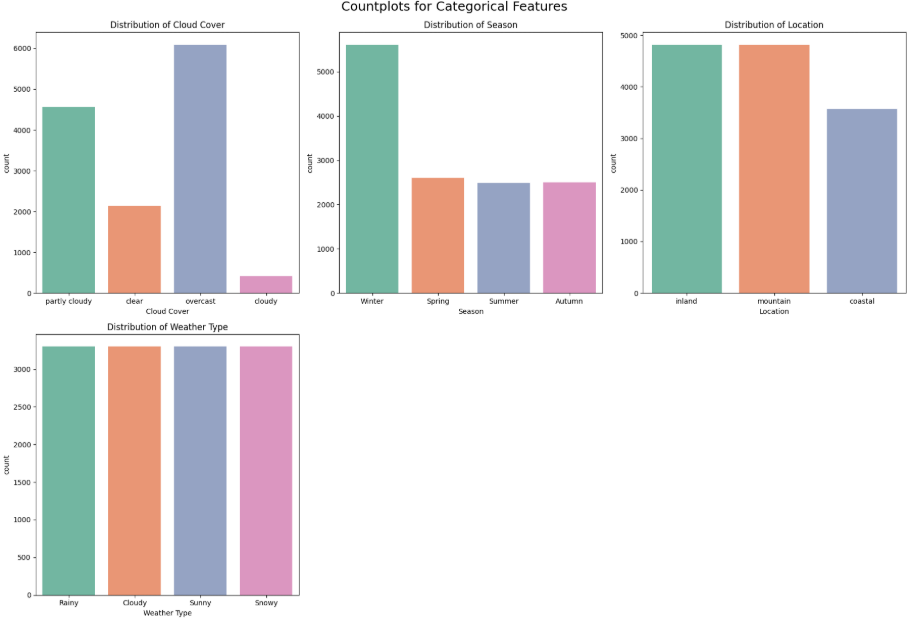 Countplots for Categorical Features
Distribution of Cloud Cover
6000
5000
4000
3000
2000
1000
0
count
partly cloudy clear overcast cloudy
Cloud Cover
Distribution of Season
5000
4000
3000
2000
1000
0
count
Winter Spring Summer Autumn
Season
Distribution of Location
5000
4000
3000
2000
1000
0
count
inland mountain coastal
Location
Distribution of Weather Type
3000
2500
2000
1500
1000
500
0
count
Rainy Cloudy Sunny Snowy
Weather Type